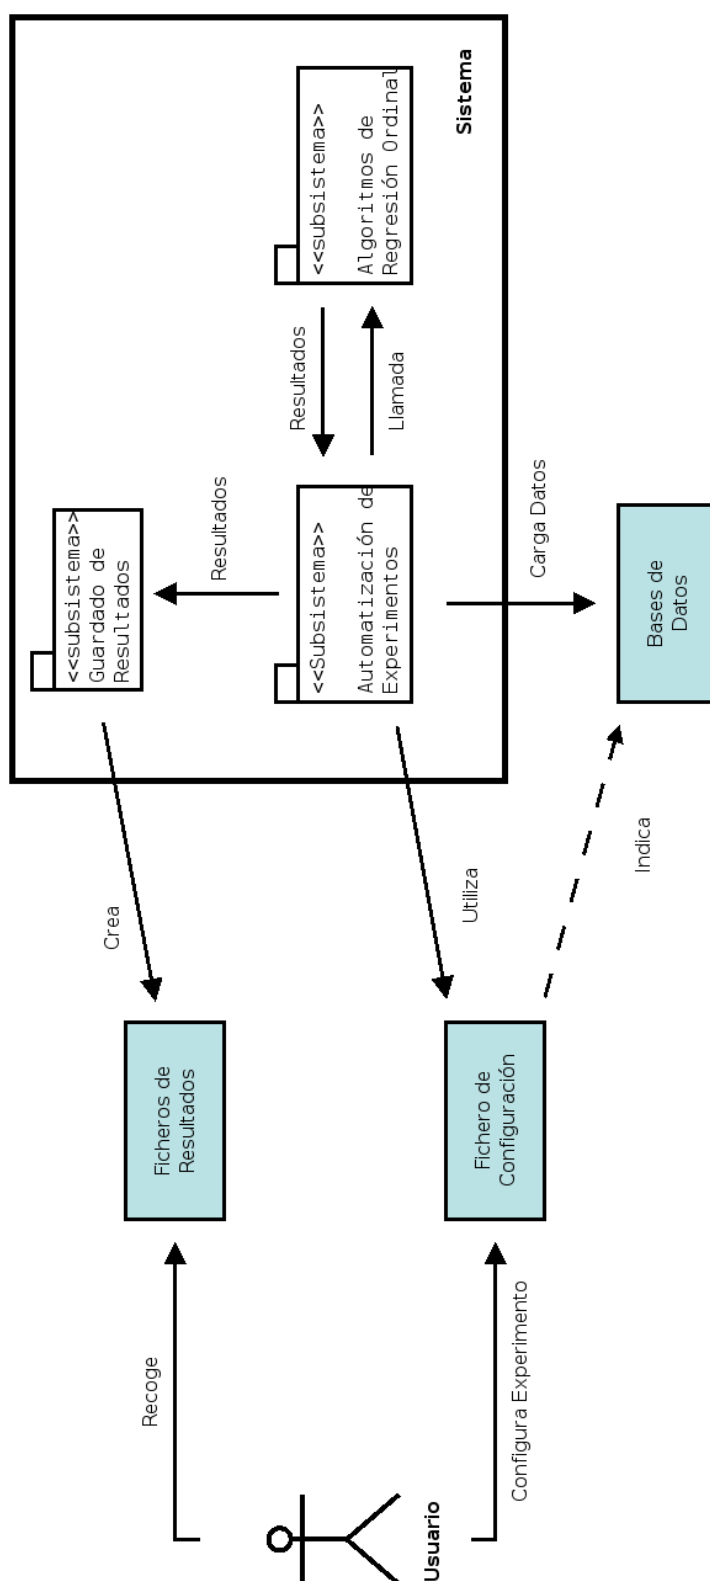 Usuario
Recoge
Configura Experimento
Ficheros de
Resultados
Fichero de
Configuración
Crea
Utiliza
Indica
<<subsistema>>
Guardado de
Resultados
Resultados
<<Subsistema>>
Automatización de
Experimentos
Carga Datos
Bases de
Datos
Resultados
Llamada
<<subsistema>>
Algoritmos de
Regresión Ordinal
Sistema